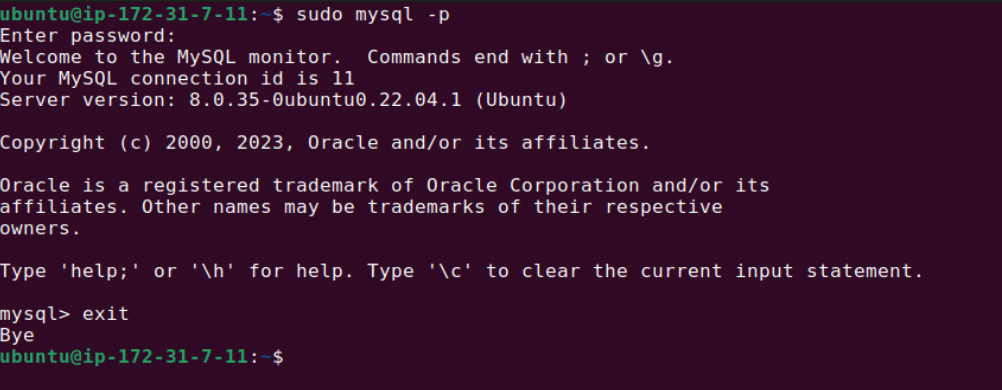 ubuntu@ip-172-31-7-11:~$ sudo mysql -p
Enter password:
Welcome to the MySQL monitor.  Commands end with ; or \g.
Your MySQL connection id is 11
Server version: 8.0.35-0ubuntu0.22.04.1 (Ubuntu)

Copyright (c) 2000, 2023, Oracle and/or its affiliates.

Oracle is a registered trademark of Oracle Corporation and/or its
affiliates. Other names may be trademarks of their respective
owners.

Type 'help;' or '\h' for help. Type '\c' to clear the current input statement.

mysql> exit
Bye
ubuntu@ip-172-31-7-11:~$